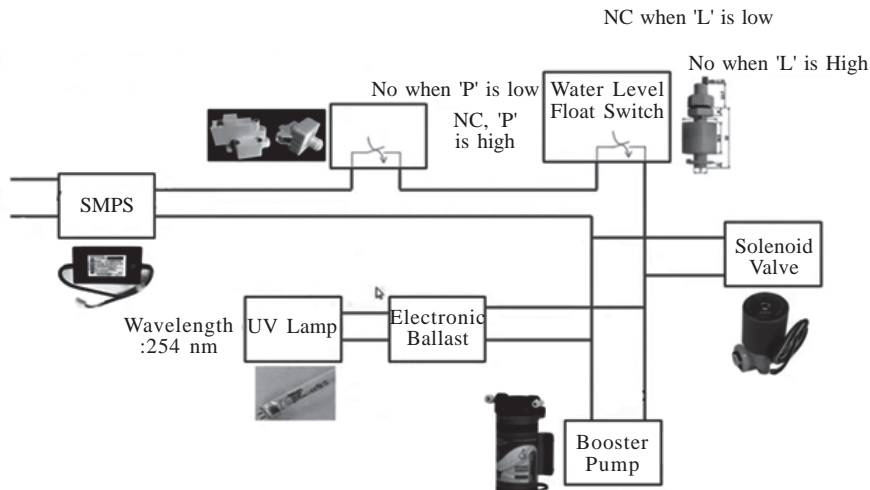 NC when 'L' is low
No when 'L' is High
No when 'P' is low
NC, 'P'
is high
Water Level
Float Switch
SMPS
Solenoid
Valve
Wavelength
:254 nm
UV Lamp
Electronic
Ballast
Booster
Pump